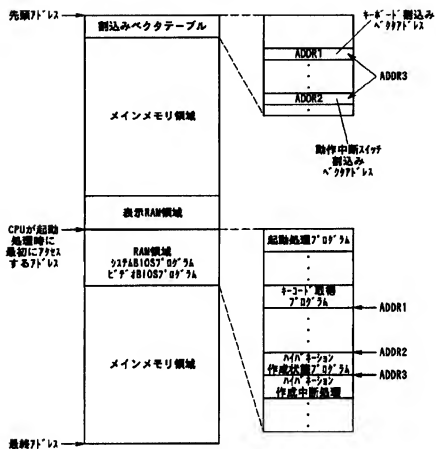 先頭アドレス
割込みベクタテーブル
メインメモリ領域
表示RAM領域
CPUが起動
処理時に
最初にアクセス
するアドレス
RAM領域
システムBIOSプログラム
ビデオBIOSプログラム
メインメモリ領域
最終アドレス
キーボード割込み
ベクタアドレス
ADDR1
ADDR3
ADDR2
動作中断スイッチ
割込み
ベクタアドレス
起動処理プログラム
キーコード取得
プログラム
ADDR1
ADDR2
ハイバネーション
作成状態プログラム
ADDR3
ハイバネーション
作成中断処理